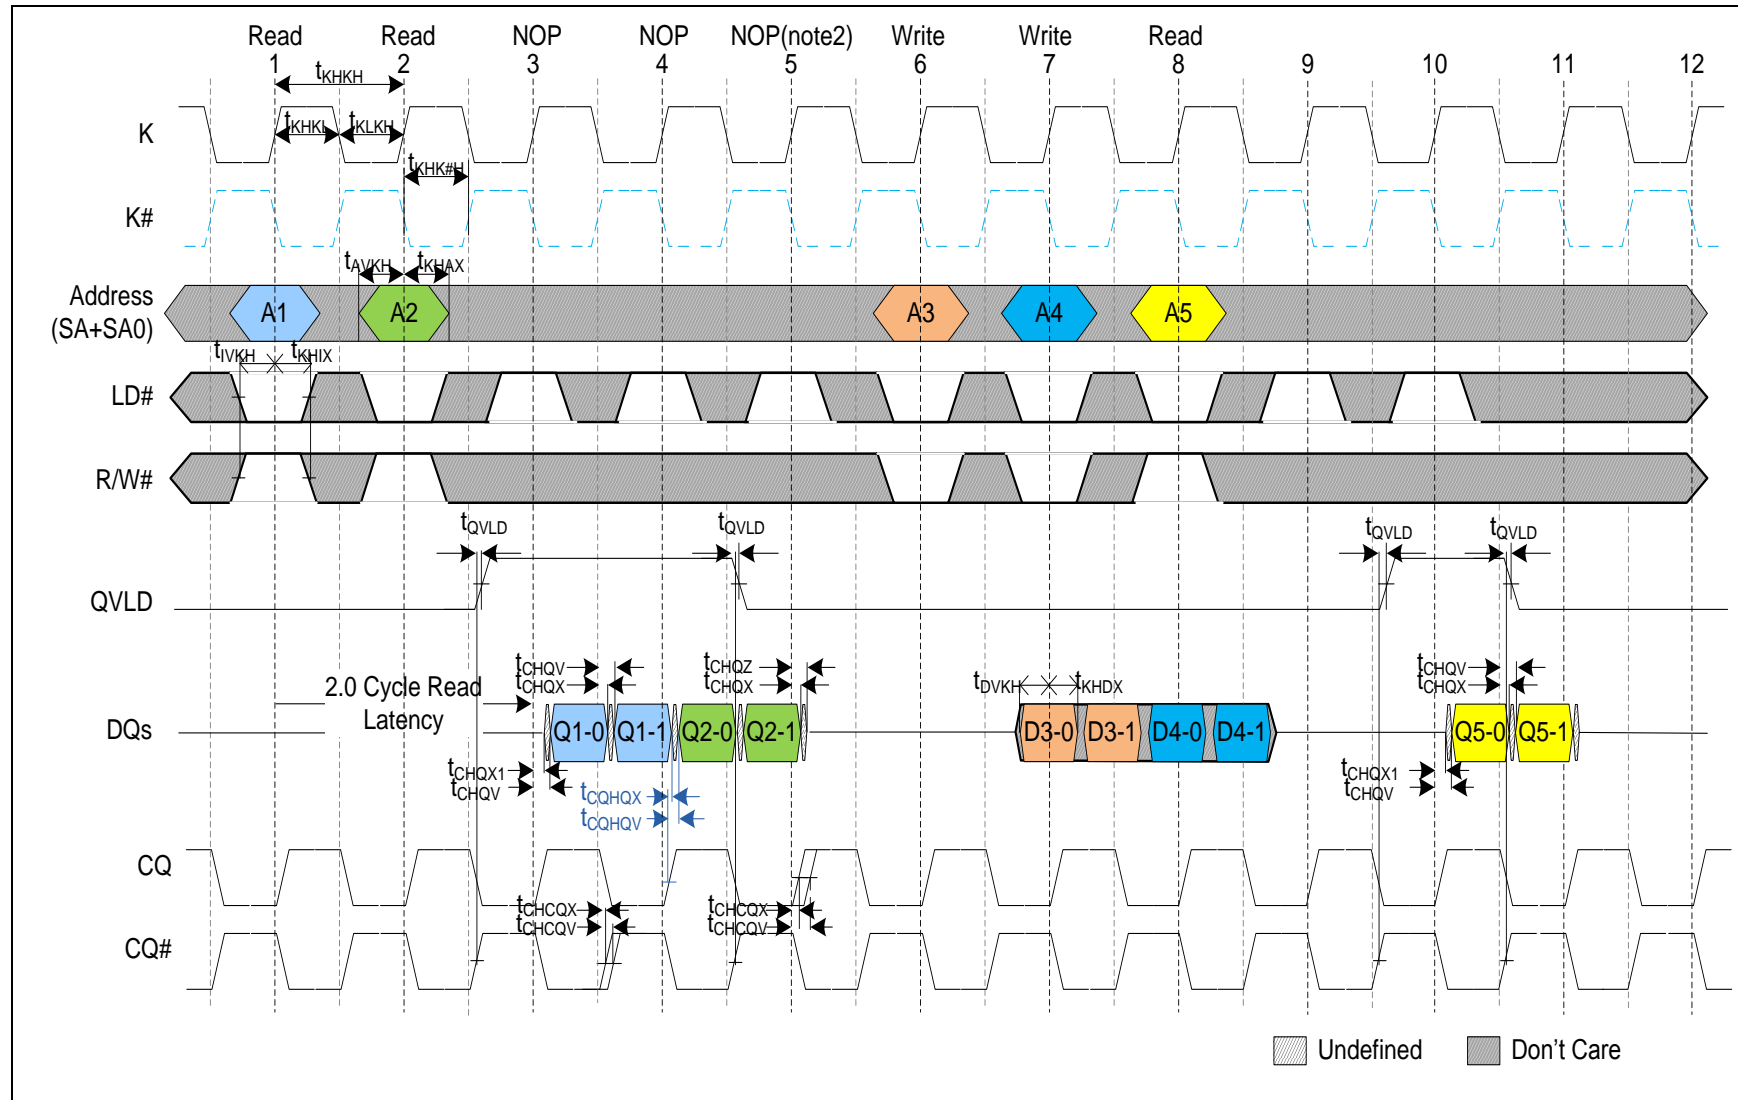 Read Read NOP NOP NOP(note2) Write Write Read
1 2 3 4 5 6 7 8 9 10 11 12
tKHKH
K
tKHKL tKLKH
tKHK#H
K#
tAVKH tKHAX
Address
(SA+SA0)
A1 A2 A3 A4 A5
tIVKH tKHIX
LD#
R/W#
tQVLD tQVLD tQVLD tQVLD
QVLD
tCHQV tCHQZ tCHQV
tCHQX tCHQX tDVKH tKHDX tCHQX
2.0 Cycle Read
Latency
DQs
Q1-0 Q1-1 Q2-0 Q2-1 D3-0 D3-1 D4-0 D4-1 Q5-0 Q5-1
tCHQX1 tCHQX1
tCHQV tCHQV
tCQHQX
tCQHQV
CQ
tCHCQX tCHCQX
tCHCQV tCHCQV
CQ#
Undefined Don't Care